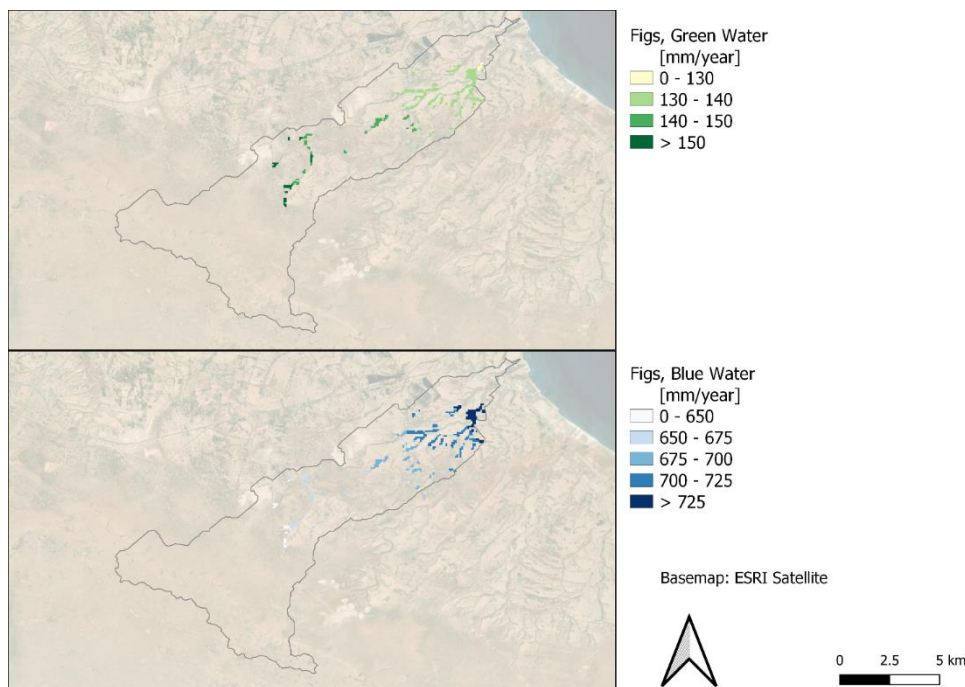 Figs, Green Water
[mm/year]
0 - 130
130 - 140
140 - 150
> 150
Figs, Blue Water
[mm/year]
0 - 650
650 - 675
675 - 700
700 - 725
> 725
Basemap: ESRI Satellite
0 2.5 5 km